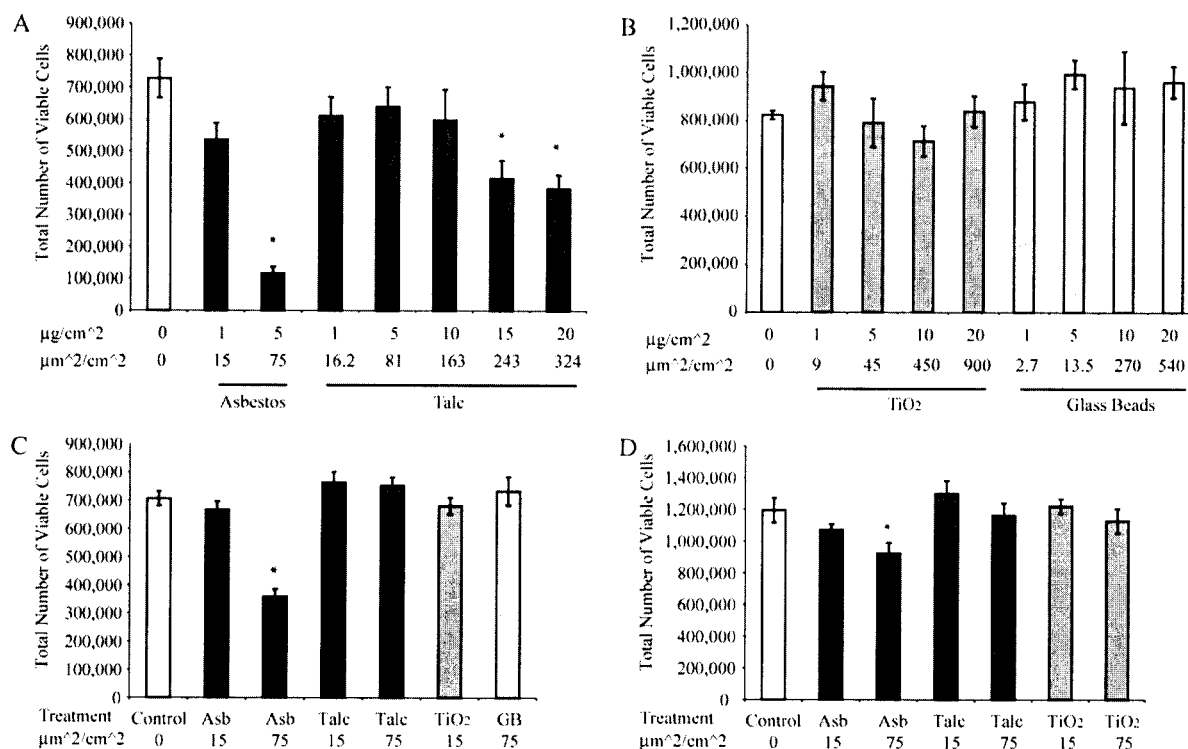 A
Total Number of Viable Cells
900,000
800,000
700,000
600,000
500,000
400,000
300,000
200,000
100,000
0
* * *
µg/cm^2 0 1 5 1 5 10 15 20
µm^2/cm^2 0 15 75 16.2 81 163 243 324
Asbestos Talc
B
Total Number of Viable Cells
1,200,000
1,000,000
800,000
600,000
400,000
200,000
0
µg/cm^2 0 1 5 10 20 1 5 10 20
µm^2/cm^2 0 9 45 450 900 2.7 13.5 270 540
TiO2 Glass Beads
C
Total Number of Viable Cells
900,000
800,000
700,000
600,000
500,000
400,000
300,000
200,000
100,000
0
*
Treatment Control Asb Asb Talc Talc TiO2 GB
µm^2/cm^2 0 15 75 15 75 15 75
D
Total Number of Viable Cells
1,600,000
1,400,000
1,200,000
1,000,000
800,000
600,000
400,000
200,000
0
*
Treatment Control Asb Asb Talc Talc TiO2 TiO2
µm^2/cm^2 0 15 75 15 75 15 75